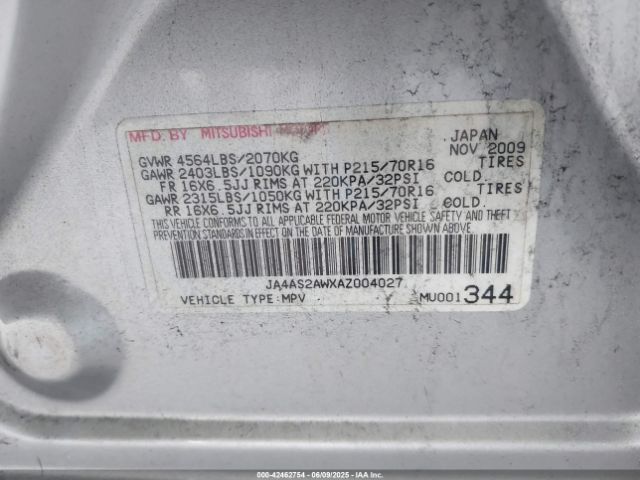 MFD. BY MITSUBISHI MOTORS
JAPAN
GVWR 4564LBS/2070KG
NOV 2009
GAWR 2403LBS/1090KG WITH P215/70R16 TIRES
FR 16X6.5JJ RIMS AT 220KPA/32PSI COLD.
GAWR 2315LBS/1050KG WITH P215/70R16 TIRES
RR 16X6.5JJ RIMS AT 220KPA/32PSI COLD.
THIS VEHICLE CONFORMS TO ALL APPLICABLE FEDERAL MOTOR VEHICLE SAFETY AND
THEFT PREVENTION STANDARDS IN EFFECT ON THE DATE OF MANUFACTURE SHOWN ABOVE.
JA4AS2AWXAZ004027
VEHICLE TYPE:MPV
MU001344
000-42462754 - 06/09/2025 - IAAI.COM